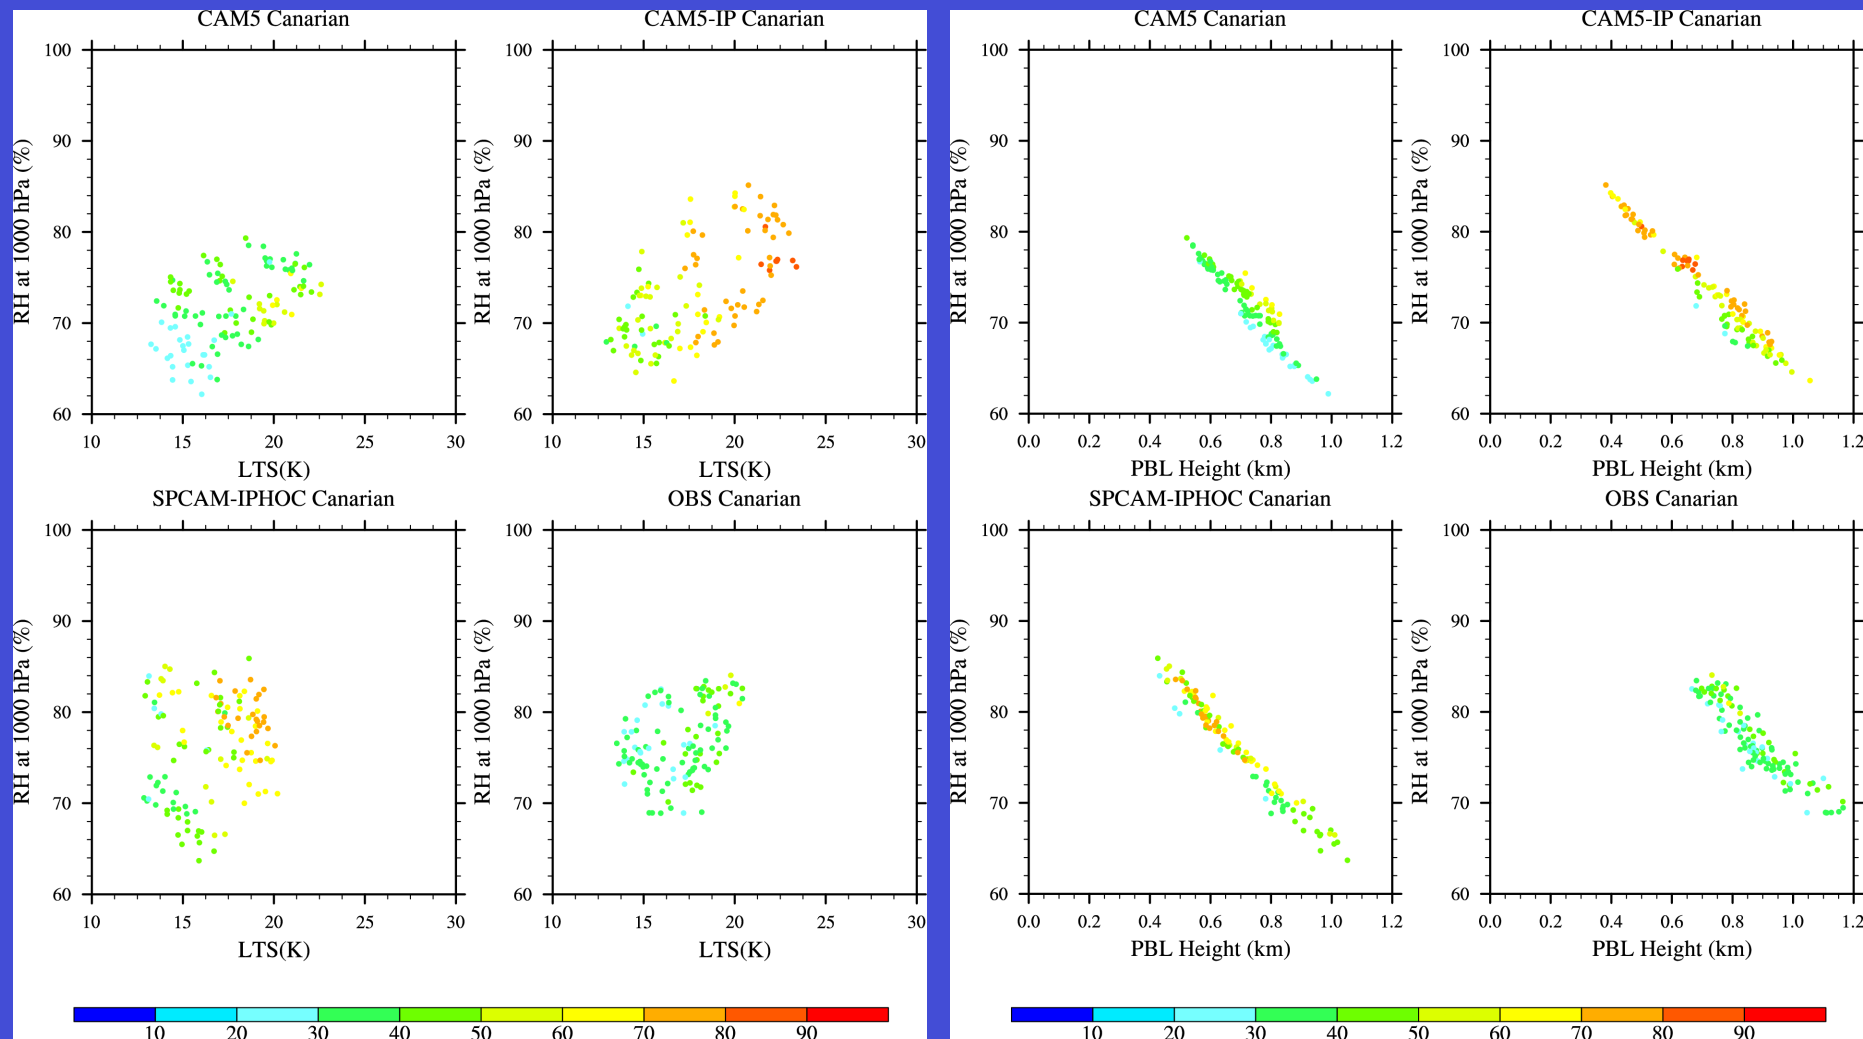 CAM5 Canarian
CAM5-IP Canarian
CAM5 Canarian
CAM5-IP Canarian
100
90
80
70
60
RH at 1000 hPa (%)
10 15 20 25 30
LTS(K)
100
90
80
70
60
RH at 1000 hPa (%)
10 15 20 25 30
LTS(K)
100
90
80
70
60
RH at 1000 hPa (%)
0.0 0.2 0.4 0.6 0.8 1.0 1.2
PBL Height (km)
100
90
80
70
60
RH at 1000 hPa (%)
0.0 0.2 0.4 0.6 0.8 1.0 1.2
PBL Height (km)
SPCAM-IPHOC Canarian
OBS Canarian
SPCAM-IPHOC Canarian
OBS Canarian
100
90
80
70
60
RH at 1000 hPa (%)
10 15 20 25 30
LTS(K)
100
90
80
70
60
RH at 1000 hPa (%)
10 15 20 25 30
LTS(K)
100
90
80
70
60
RH at 1000 hPa (%)
0.0 0.2 0.4 0.6 0.8 1.0 1.2
PBL Height (km)
100
90
80
70
60
RH at 1000 hPa (%)
0.0 0.2 0.4 0.6 0.8 1.0 1.2
PBL Height (km)
10 20 30 40 50 60 70 80 90
10 20 30 40 50 60 70 80 90